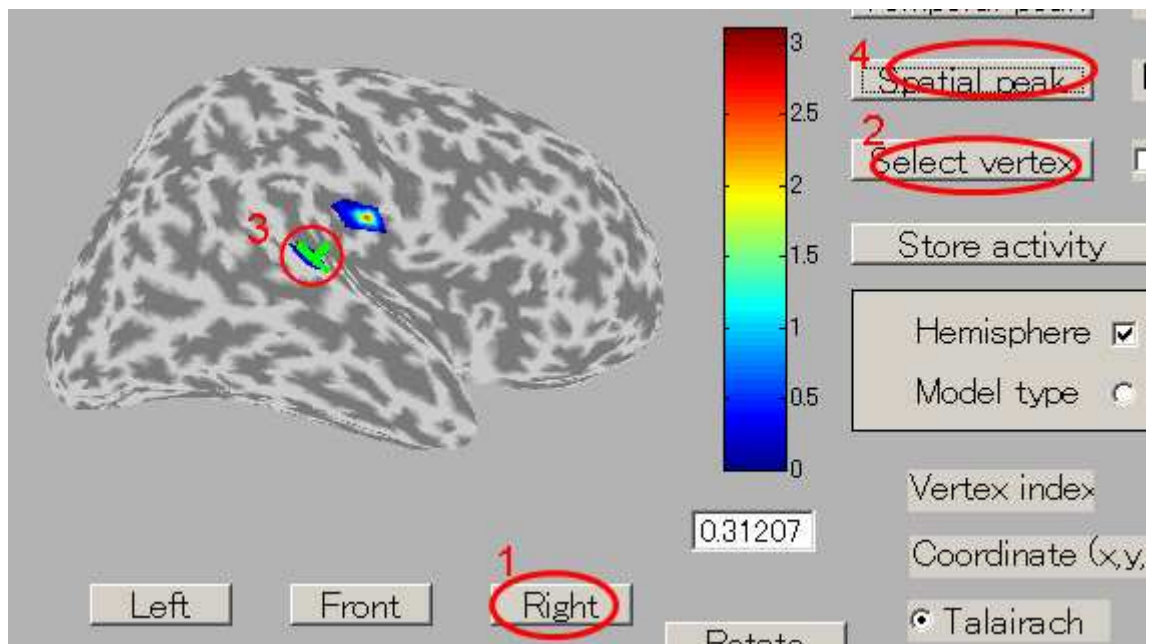 3
4
Spatial peak
2.5
2
Select vertex
2
3
Store activity
1.5
1
Hemisphere
0.5
Model type
0
Vertex index
0.31207
Coordinate (x,y,
1
Left
Front
Right
Talairach